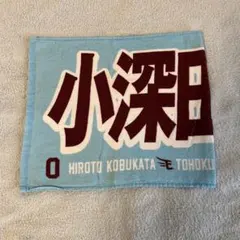 小深田
0 HIROTO KOBUKATA TOHOKU